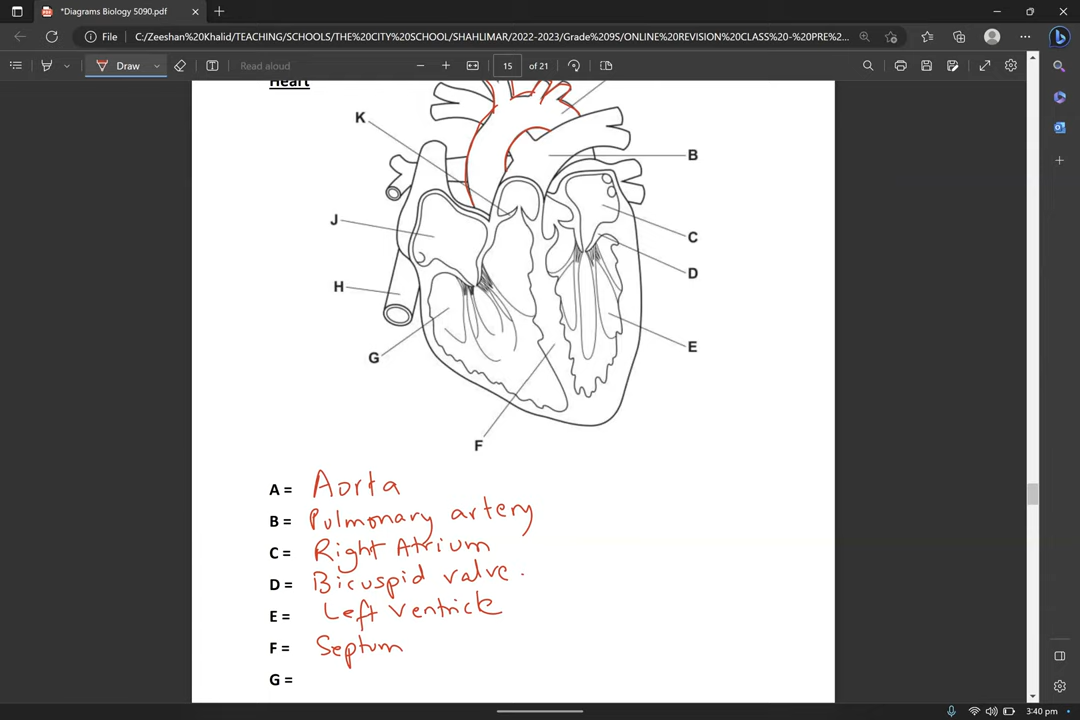 *Diagrams Biology 5090.pdf
File
C:/Zeeshan%20Khalid/TEACHING/SCHOOLS/THE%20CITY%20SCHOOL/SHAHLIMAR/2022-2023/Grade%209S/ONLINE%20REVISION%20CLASS%20-%20PRE%...
Draw
Read aloud
15
of 21
Heart
K
B
J
C
D
H
E
G
F
A = Aorta
B = Pulmonary artery
C = Right Atrium
D = Bicuspid valve.
E = Left ventricle
F = Septum
G =
3:40 pm